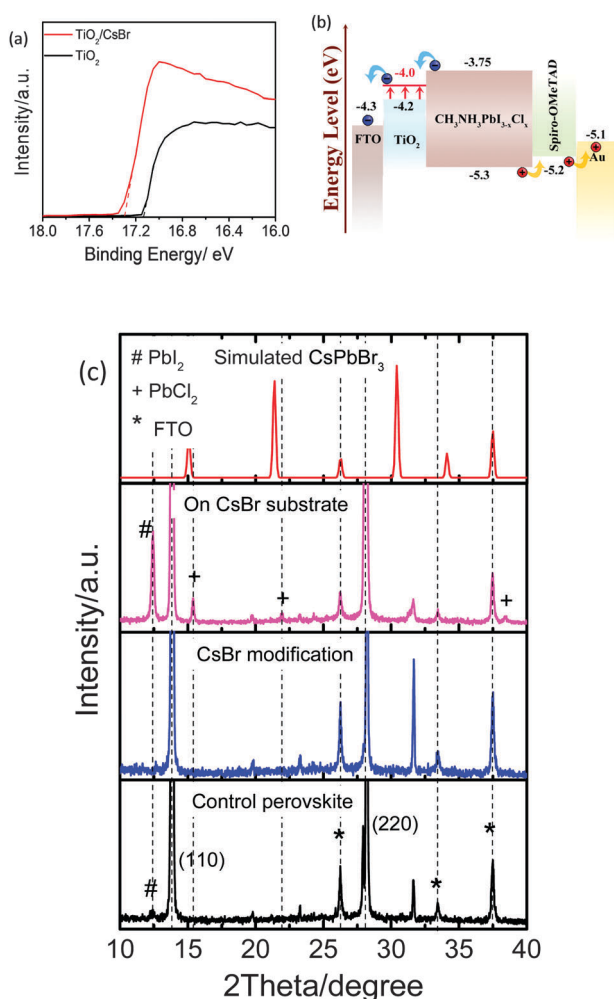 (a)
TiO2/CsBr
TiO2
Intensity/a.u.
18.0 17.6 17.2 16.8 16.4 16.0
Binding Energy/ eV
(b)
Energy Level (eV)
-4.3
FTO
-4.0
-4.2
TiO2
-3.75
CH3NH3PbI3-xClx
-5.3
Spiro-OMeTAD
-5.2
-5.1
Au
(c)
# PbI2
+ PbCl2
* FTO
Simulated CsPbBr3
On CsBr substrate
#
+
+
+
CsBr modification
Control perovskite
#
(110)
*
(220)
*
*
Intensity/a.u.
10 15 20 25 30 35 40
2Theta/degree